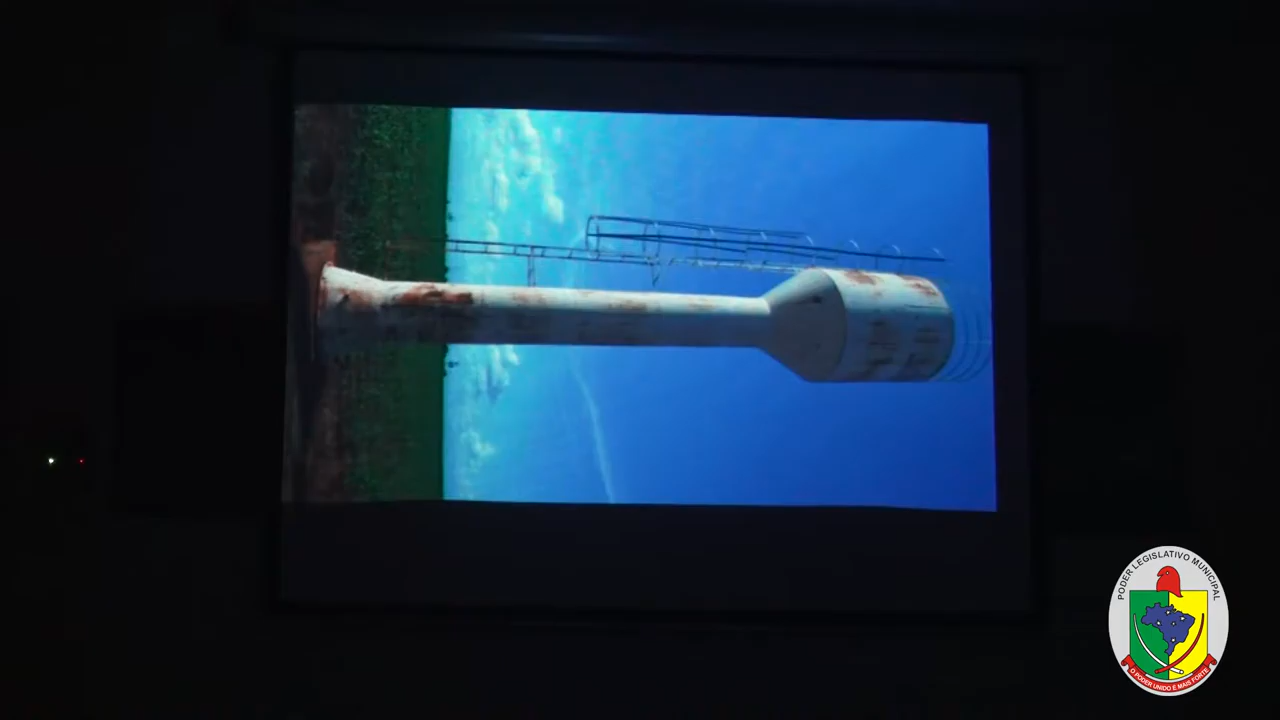 PODER LEGISLATIVO MUNICIPAL
O PODER UNIDO É MAIS FORTE